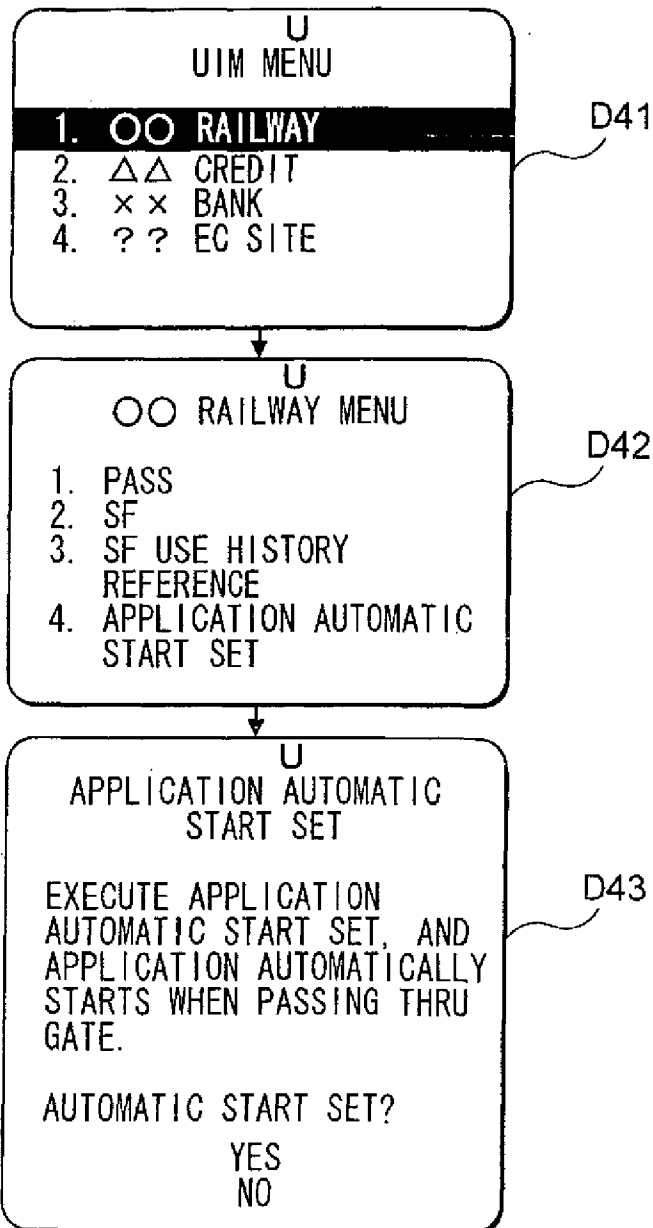 U
UIM MENU
1. ○○ RAILWAY
2. △△ CREDIT
3. ×× BANK
4. ?? EC SITE
D41
U
○○ RAILWAY MENU
1. PASS
2. SF
3. SF USE HISTORY
REFERENCE
4. APPLICATION AUTOMATIC
START SET
D42
U
APPLICATION AUTOMATIC
START SET
EXECUTE APPLICATION
AUTOMATIC START SET, AND
APPLICATION AUTOMATICALLY
STARTS WHEN PASSING THRU
GATE.
AUTOMATIC START SET?
YES
NO
D43